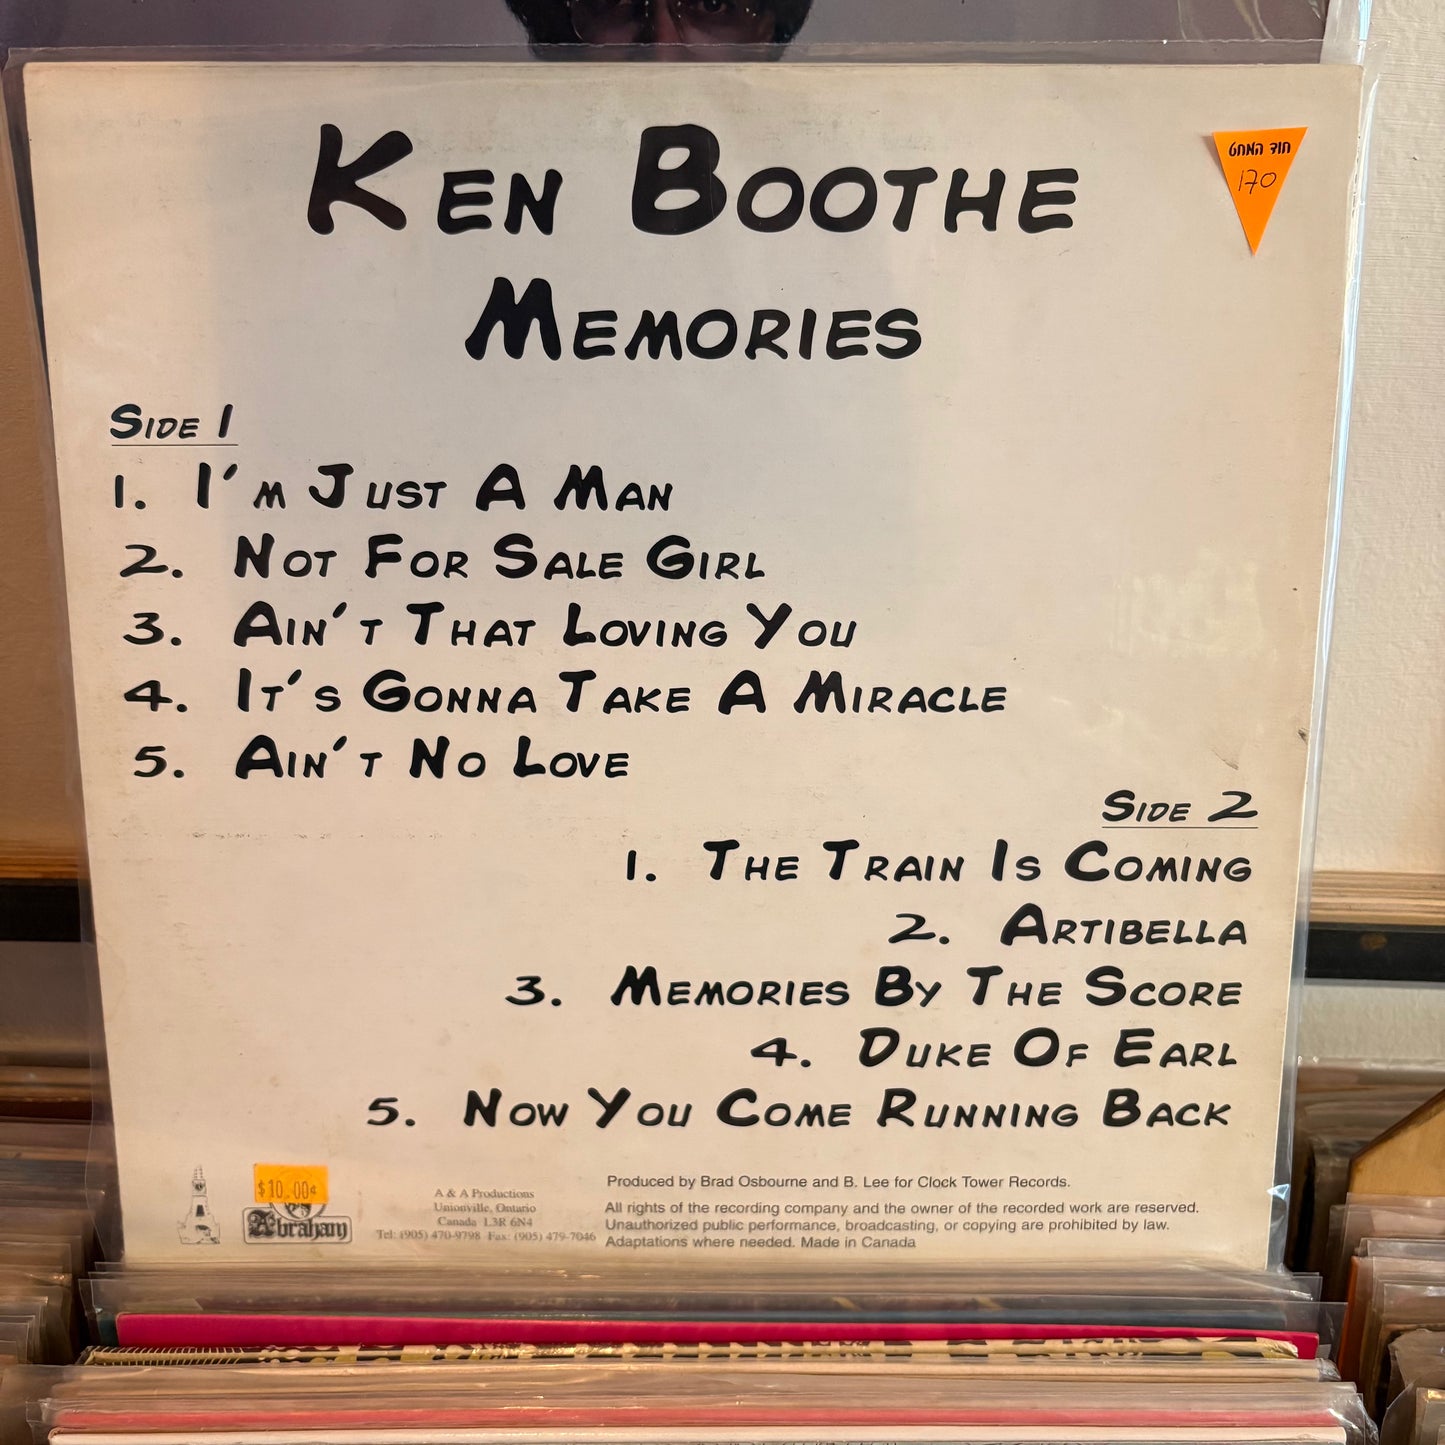 KEN BOOTHE
חוד המחט
170
MEMORIES
SIDE 1
1. I'M JUST A MAN
2. NOT FOR SALE GIRL
3. AIN'T THAT LOVING YOU
4. IT'S GONNA TAKE A MIRACLE
5. AIN'T NO LOVE
SIDE 2
1. THE TRAIN IS COMING
2. ARTIBELLA
3. MEMORIES BY THE SCORE
4. DUKE OF EARL
5. NOW YOU COME RUNNING BACK
$10.00¢
Abraham
A & A Productions
Unionville, Ontario
Canada L3R 6N4
Tel: (905) 470-9798 Fax: (905) 479-7046
Produced by Brad Osbourne and B. Lee for Clock Tower Records.
All rights of the recording company and the owner of the recorded work are reserved.
Unauthorized public performance, broadcasting, or copying are prohibited by law.
Adaptations where needed. Made in Canada